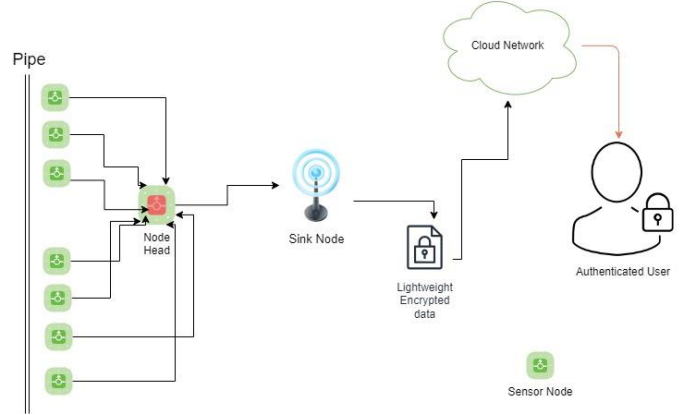 Pipe
Cloud Network
Node
Head
Sink Node
Lightweight
Encrypted
data
Authenticated User
Sensor Node